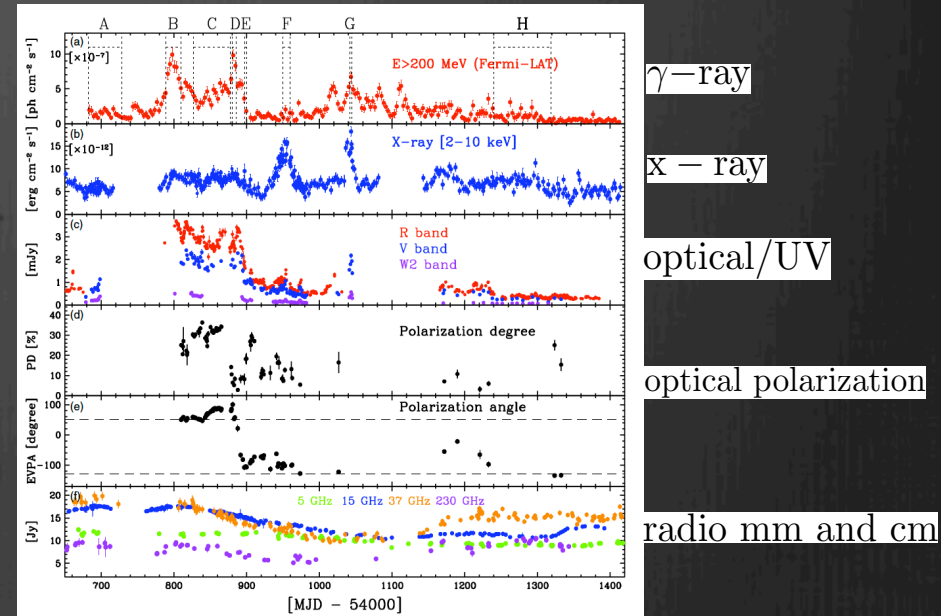 A B C D E F G H
(a)
[×10-7]
E>200 MeV (Fermi-LAT)
[ph cm-2 s-1]
10
5
0
γ-ray
(b)
[×10-12]
X-ray [2-10 keV]
[erg cm-2 s-1]
15
10
5
0
x - ray
(c)
R band
V band
W2 band
[mJy]
3
2
1
0
optical/UV
(d)
Polarization degree
PD [%]
40
30
20
10
0
optical polarization
(e)
Polarization angle
EVPA [degree]
100
0
-100
(f)
5 GHz 15 GHz 37 GHz 230 GHz
[Jy]
20
15
10
5
radio mm and cm
700 800 900 1000 1100 1200 1300 1400
[MJD - 54000]